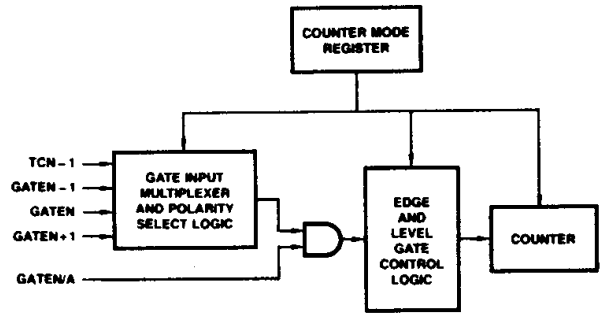 COUNTER MODE
REGISTER
TCN-1
GATEN-1
GATEN
GATEN+1
GATEN/A
GATE INPUT
MULTIPLEXER
AND POLARITY
SELECT LOGIC
EDGE
AND
LEVEL
GATE
CONTROL
LOGIC
COUNTER